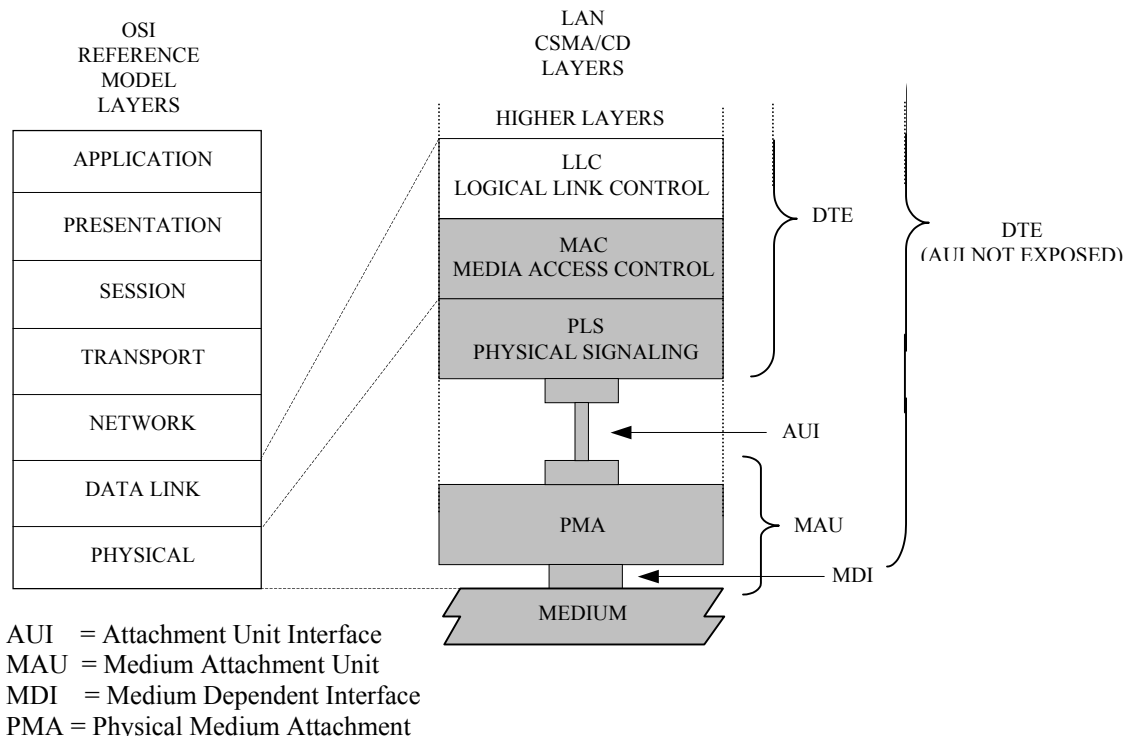 OSI
REFERENCE
MODEL
LAYERS
APPLICATION
PRESENTATION
SESSION
TRANSPORT
NETWORK
DATA LINK
PHYSICAL
LAN
CSMA/CD
LAYERS
HIGHER LAYERS
LLC
LOGICAL LINK CONTROL
MAC
MEDIA ACCESS CONTROL
PLS
PHYSICAL SIGNALING
PMA
MEDIUM
DTE
AUI
MAU
MDI
DTE
(AUI NOT EXPOSED)
AUI = Attachment Unit Interface
MAU = Medium Attachment Unit
MDI = Medium Dependent Interface
PMA = Physical Medium Attachment